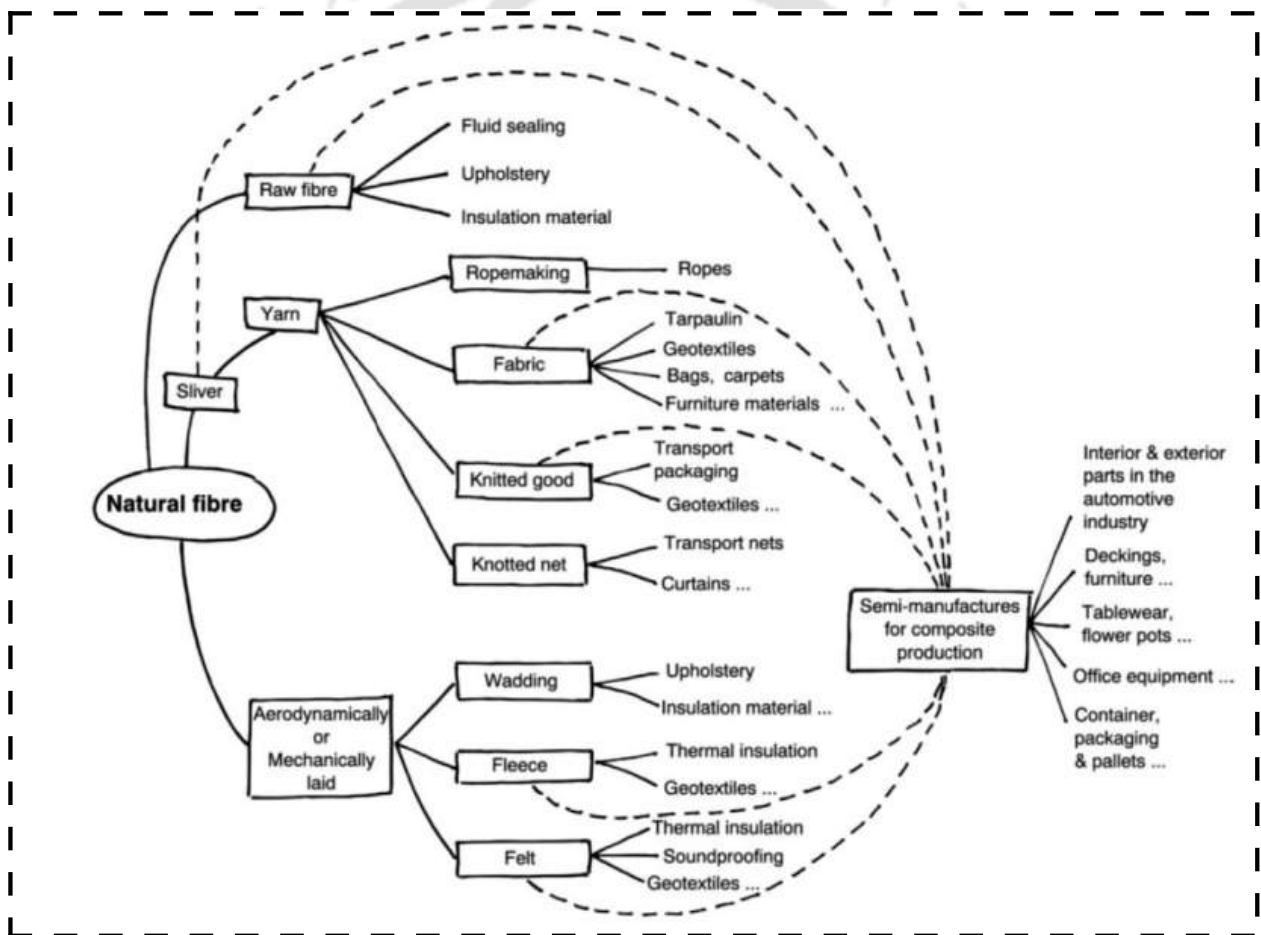 Fluid sealing
Raw fibre
Upholstery
Insulation material
Ropemaking
Ropes
Yarn
Tarpaulin
Fabric
Geotextiles
Bags, carpets
Furniture materials ...
Sliver
Transport
packaging
Knitted good
Geotextiles ...
Natural fibre
Transport nets
Knotted net
Curtains ...
Interior & exterior
parts in the
automotive
industry
Deckings,
furniture ...
Semi-manufactures
for composite
production
Tablewear,
flower pots ...
Office equipment ...
Container,
packaging
& pallets ...
Aerodynamically
or
Mechanically
laid
Wadding
Upholstery
Insulation material ...
Fleece
Thermal insulation
Geotextiles ...
Felt
Thermal insulation
Soundproofing
Geotextiles ...